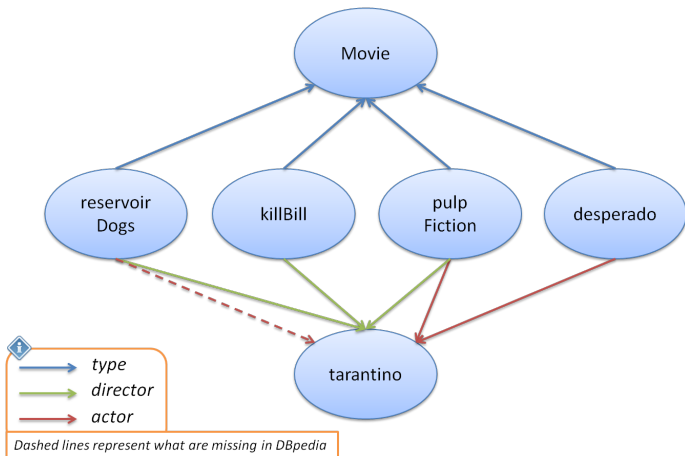 Movie
reservoir
Dogs
killBill
pulp
Fiction
desperado
tarantino
type
director
actor
Dashed lines represent what are missing in DBpedia